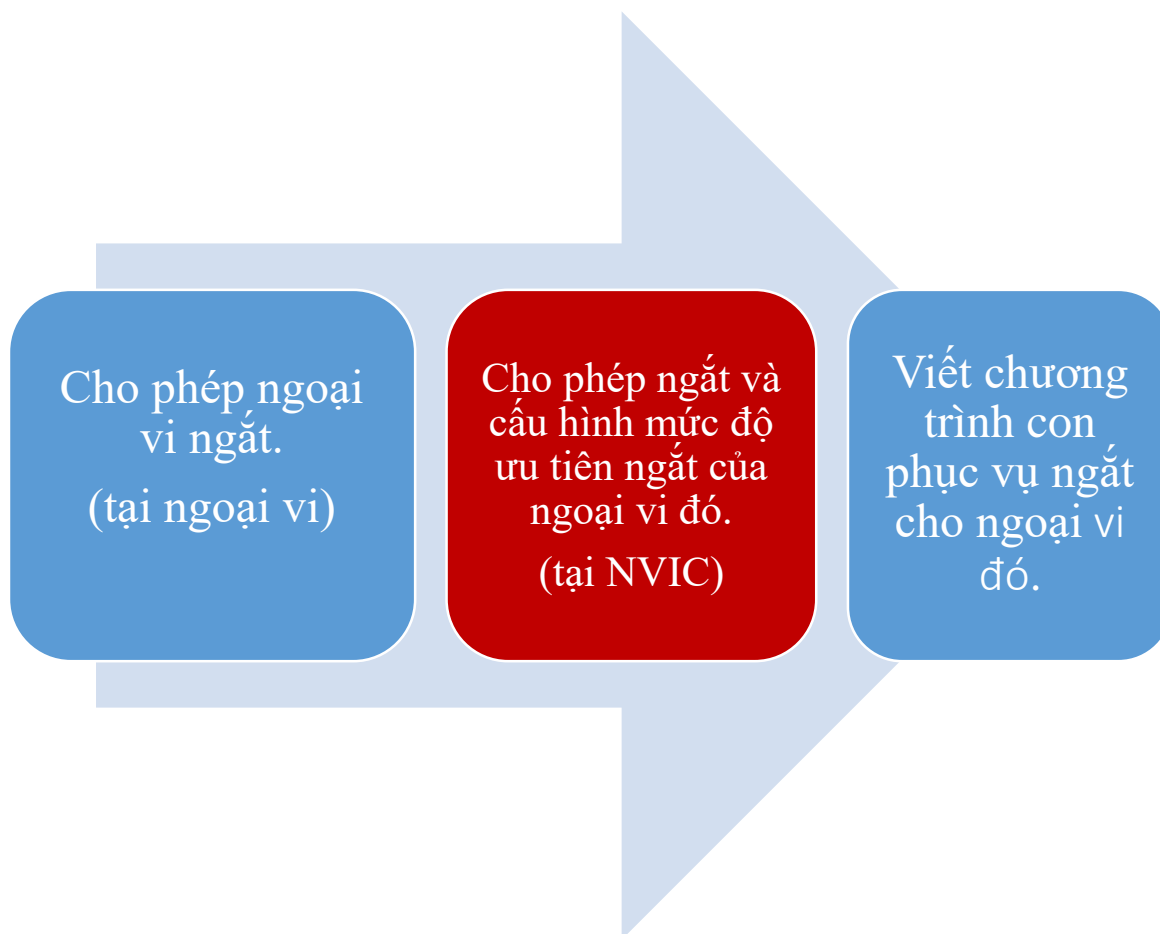 Cho phép ngoại
vi ngắt.
(tại ngoại vi)
Cho phép ngắt và
cấu hình mức độ
ưu tiên ngắt của
ngoại vi đó.
(tại NVIC)
Viết chương
trình con
phục vụ ngắt
cho ngoại vi
đó.